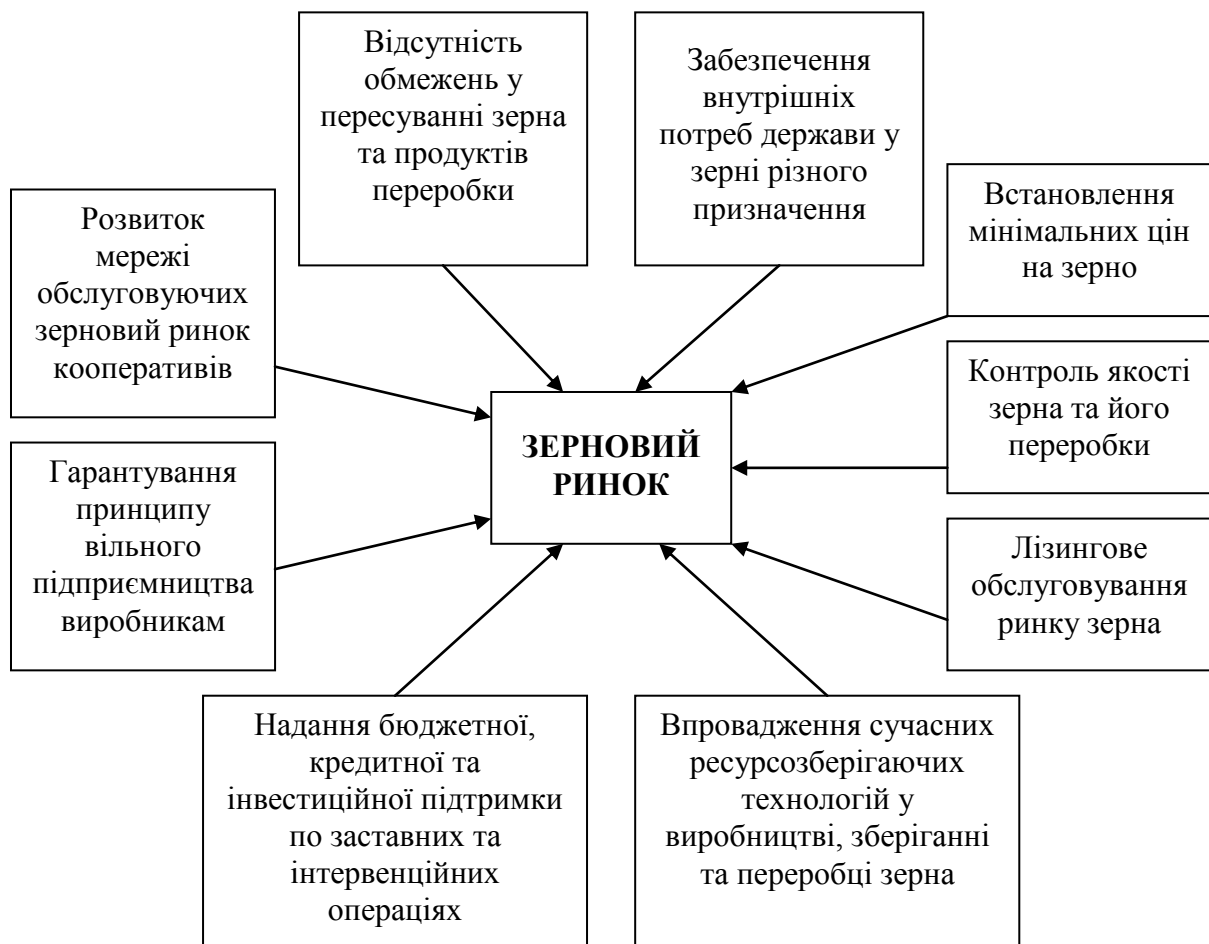 Відсутність
обмежень у
пересуванні зерна
та продуктів
переробки
Забезпечення
внутрішніх
потреб держави у
зерні різного
призначення
Встановлення
мінімальних цін
на зерно
Розвиток
мережі
обслуговуючих
зерновий ринок
кооперативів
Контроль якості
зерна та його
переробки
ЗЕРНОВИЙ
РИНОК
Гарантування
принципу
вільного
підприємництва
виробникам
Лізингове
обслуговування
ринку зерна
Надання бюджетної,
кредитної та
інвестиційної підтримки
по заставних та
інтервенційних
операціях
Впровадження сучасних
ресурсозберігаючих
технологій у
виробництві, зберіганні
та переробці зерна